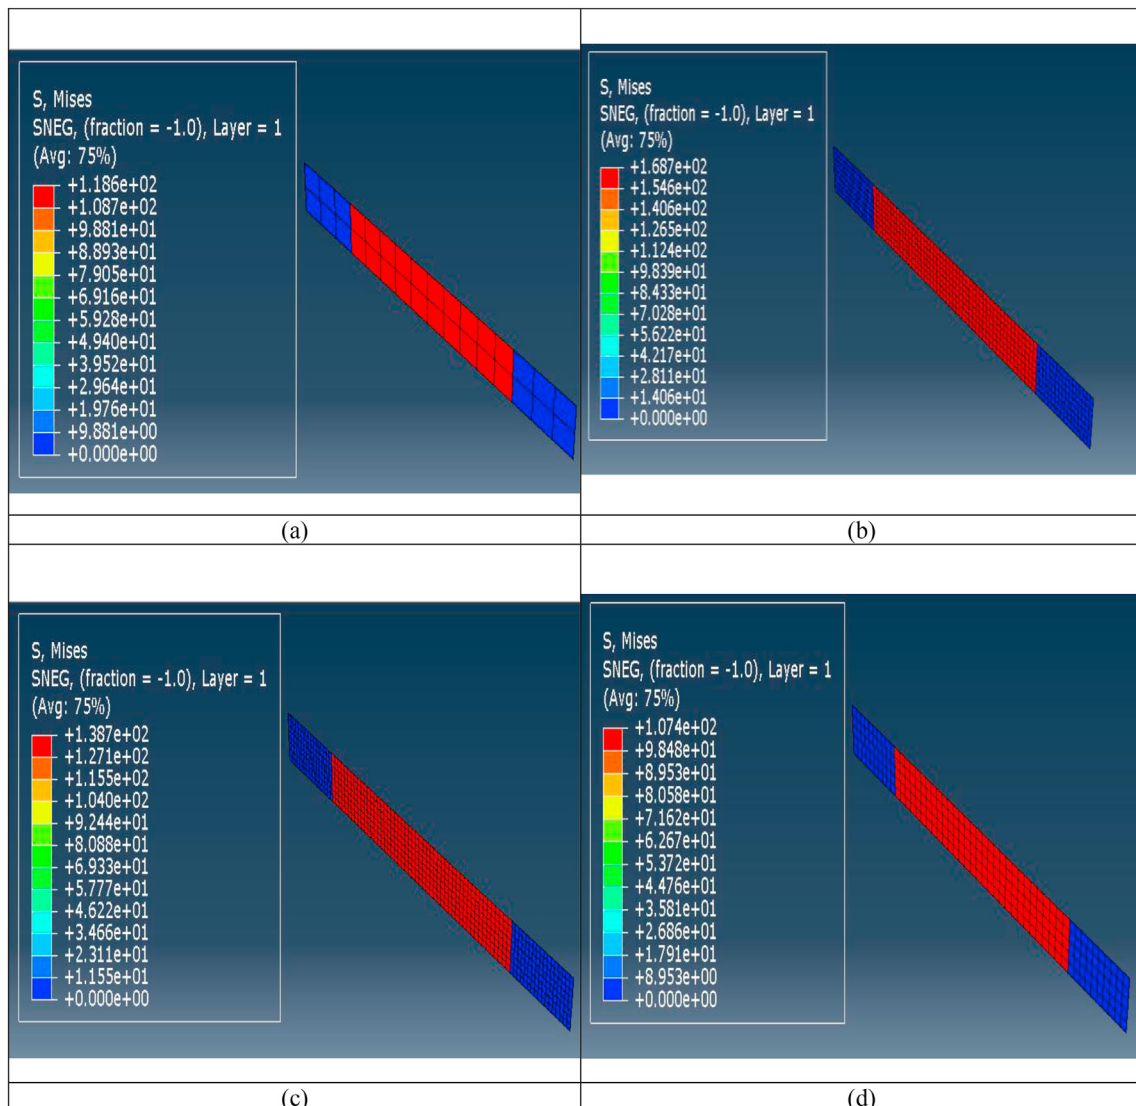 S, Mises
SNEG, (fraction = -1.0), Layer = 1
(Avg: 75%)
+1.186e+02
+1.087e+02
+9.881e+01
+8.893e+01
+7.905e+01
+6.916e+01
+5.928e+01
+4.940e+01
+3.952e+01
+2.964e+01
+1.976e+01
+9.881e+00
+0.000e+00
(a)
S, Mises
SNEG, (fraction = -1.0), Layer = 1
(Avg: 75%)
+1.687e+02
+1.546e+02
+1.406e+02
+1.265e+02
+1.124e+02
+9.839e+01
+8.433e+01
+7.028e+01
+5.622e+01
+4.217e+01
+2.811e+01
+1.406e+01
+0.000e+00
(b)
S, Mises
SNEG, (fraction = -1.0), Layer = 1
(Avg: 75%)
+1.387e+02
+1.271e+02
+1.155e+02
+1.040e+02
+9.244e+01
+8.088e+01
+6.933e+01
+5.777e+01
+4.622e+01
+3.466e+01
+2.311e+01
+1.155e+01
+0.000e+00
(c)
S, Mises
SNEG, (fraction = -1.0), Layer = 1
(Avg: 75%)
+1.074e+02
+9.848e+01
+8.953e+01
+8.058e+01
+7.162e+01
+6.267e+01
+5.372e+01
+4.476e+01
+3.581e+01
+2.686e+01
+1.791e+01
+8.953e+00
+0.000e+00
(d)